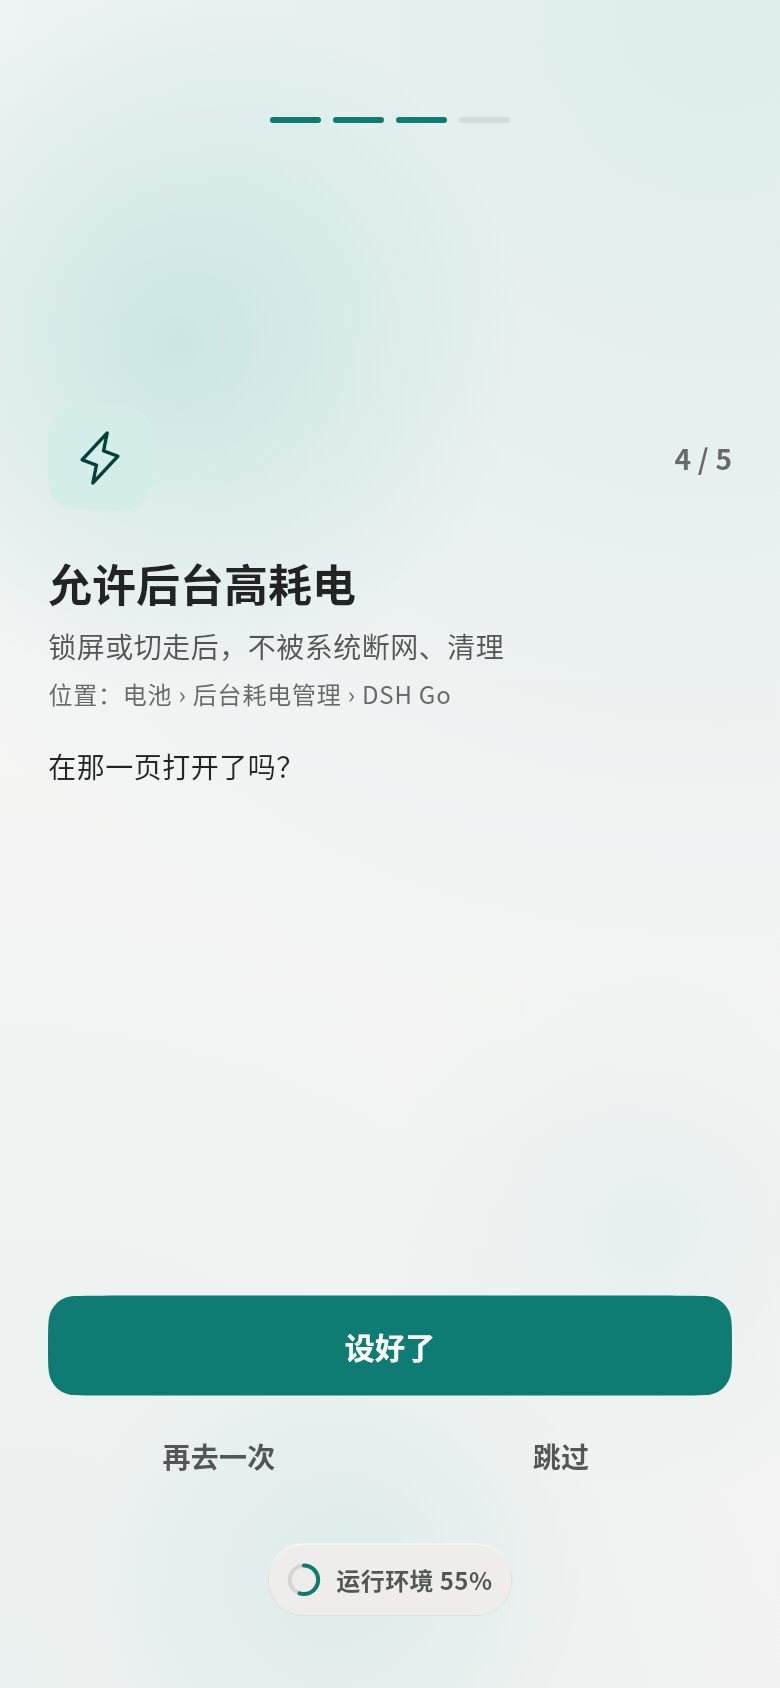 4 / 5
允许后台高耗电
锁屏或切走后，不被系统断网、清理
位置：电池 › 后台耗电管理 › DSH Go
在那一页打开了吗？
设好了
再去一次
跳过
运行环境 55%